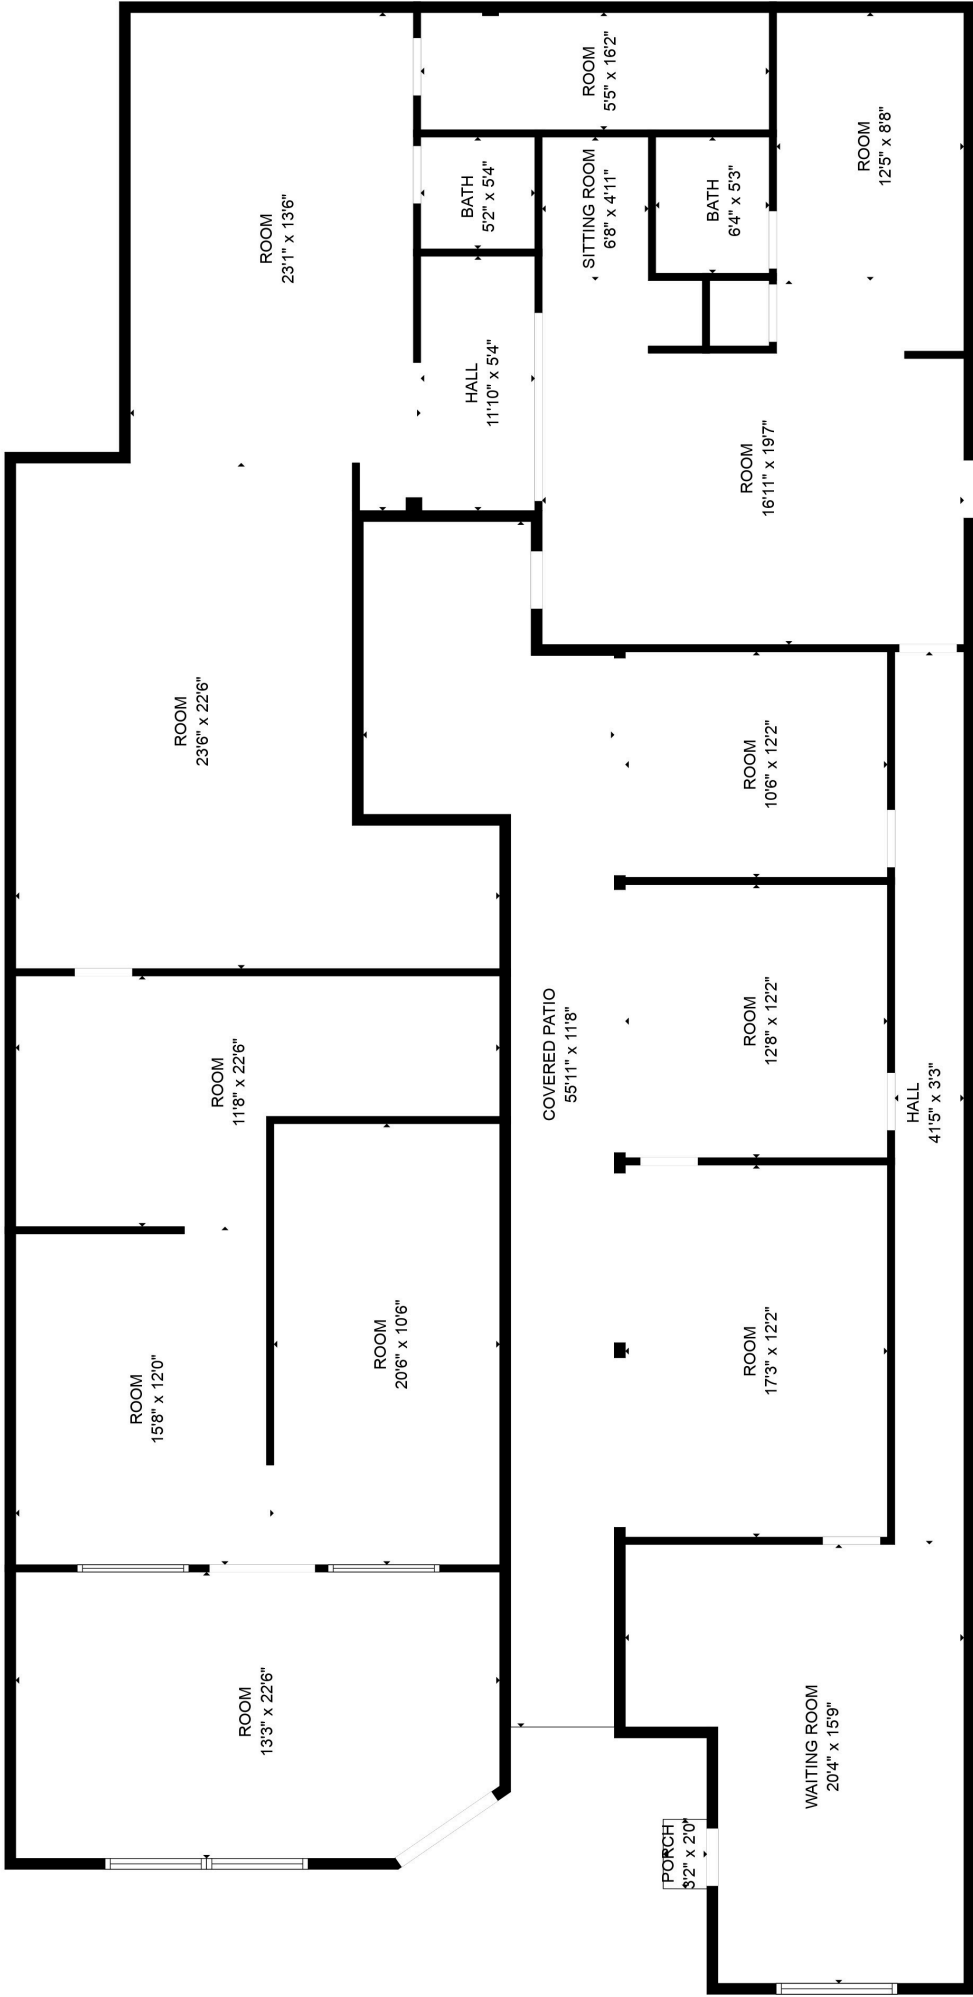 ROOM
5'5" x 16'2"
ROOM
12'5" x 8'8"
BATH
5'2" x 5'4"
SITTING ROOM
6'8" x 4'11"
BATH
6'4" x 5'3"
ROOM
23'1" x 13'6"
HALL
11'10" x 5'4"
ROOM
16'11" x 19'7"
ROOM
23'6" x 22'6"
ROOM
10'6" x 12'2"
ROOM
12'8" x 12'2"
COVERED PATIO
55'11" x 11'8"
ROOM
11'8" x 22'6"
HALL
41'5" x 3'3"
ROOM
20'6" x 10'6"
ROOM
17'3" x 12'2"
ROOM
15'8" x 12'0"
ROOM
13'3" x 22'6"
WAITING ROOM
20'4" x 15'9"
PORCH
3'2" x 2'0"